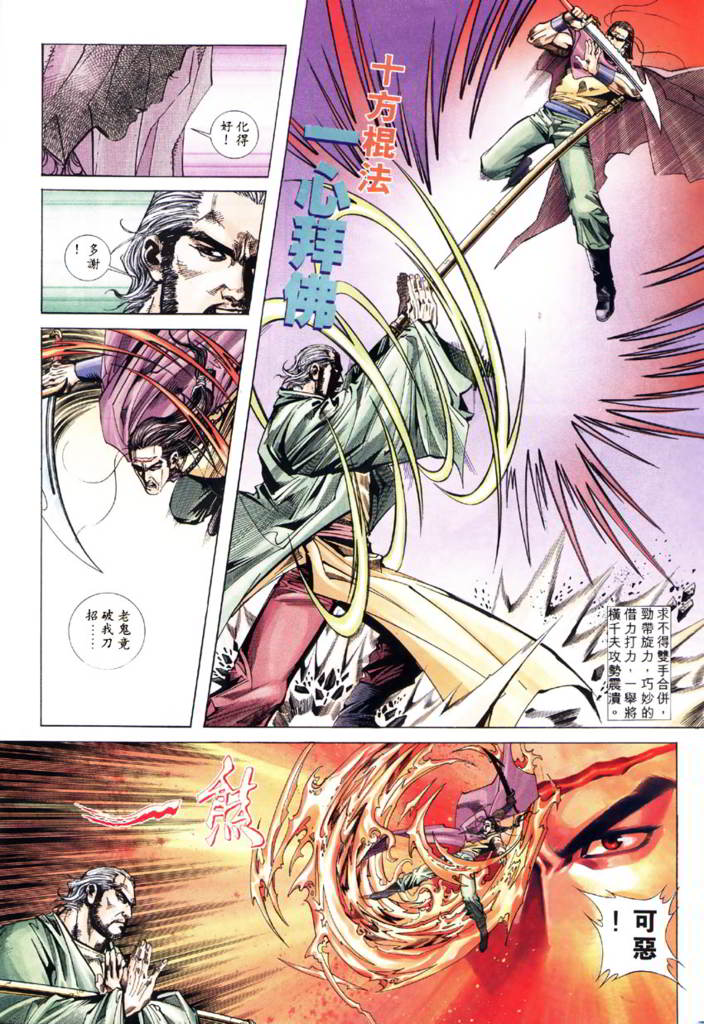 十方棍法
一心拜佛
化得
好！
多謝
！
老鬼竟
破我刀
招……
求不得雙手合併，
勁帶旋力，巧妙的
借力打力，一舉將
橫千夫攻勢震潰。
一熊
可惡
！